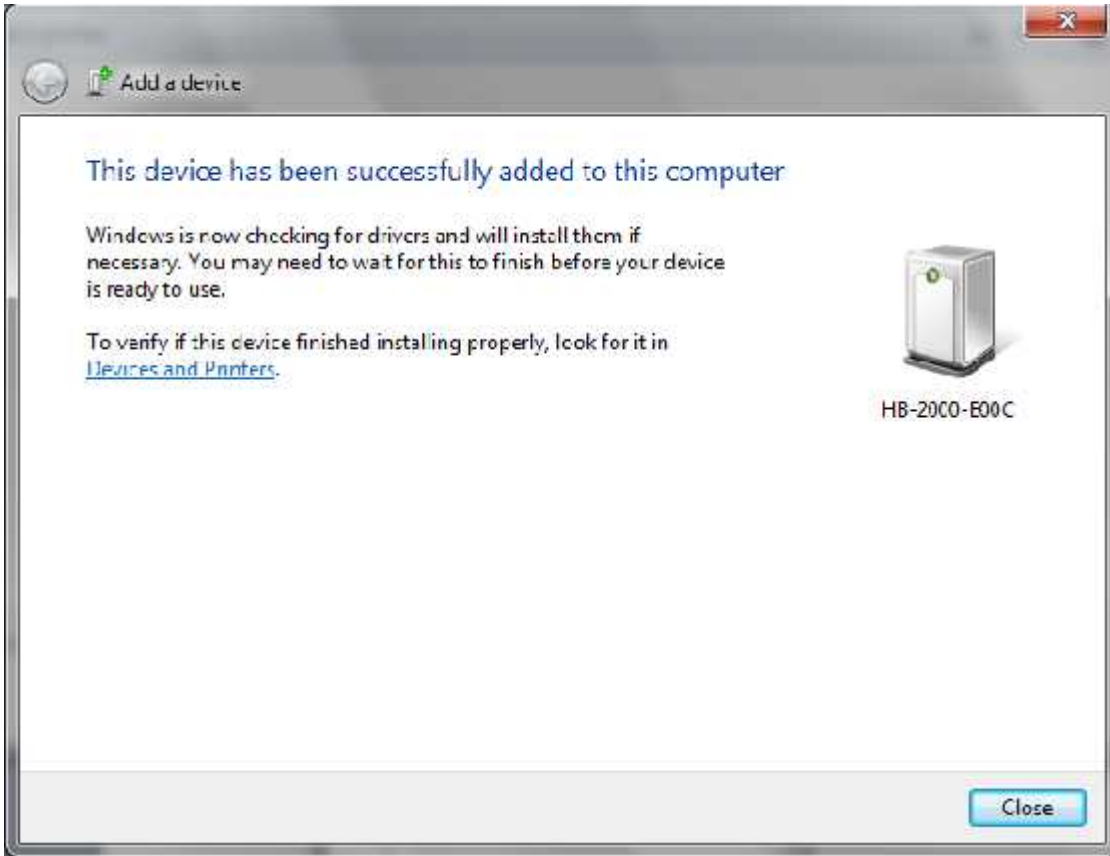 Add a device
This device has been successfully added to this computer
Windows is now checking for drivers and will install them if
necessary. You may need to wait for this to finish before your device
is ready to use.
To verify if this device finished installing properly, look for it in
Devices and Printers.
HB-2000-E00C
Close